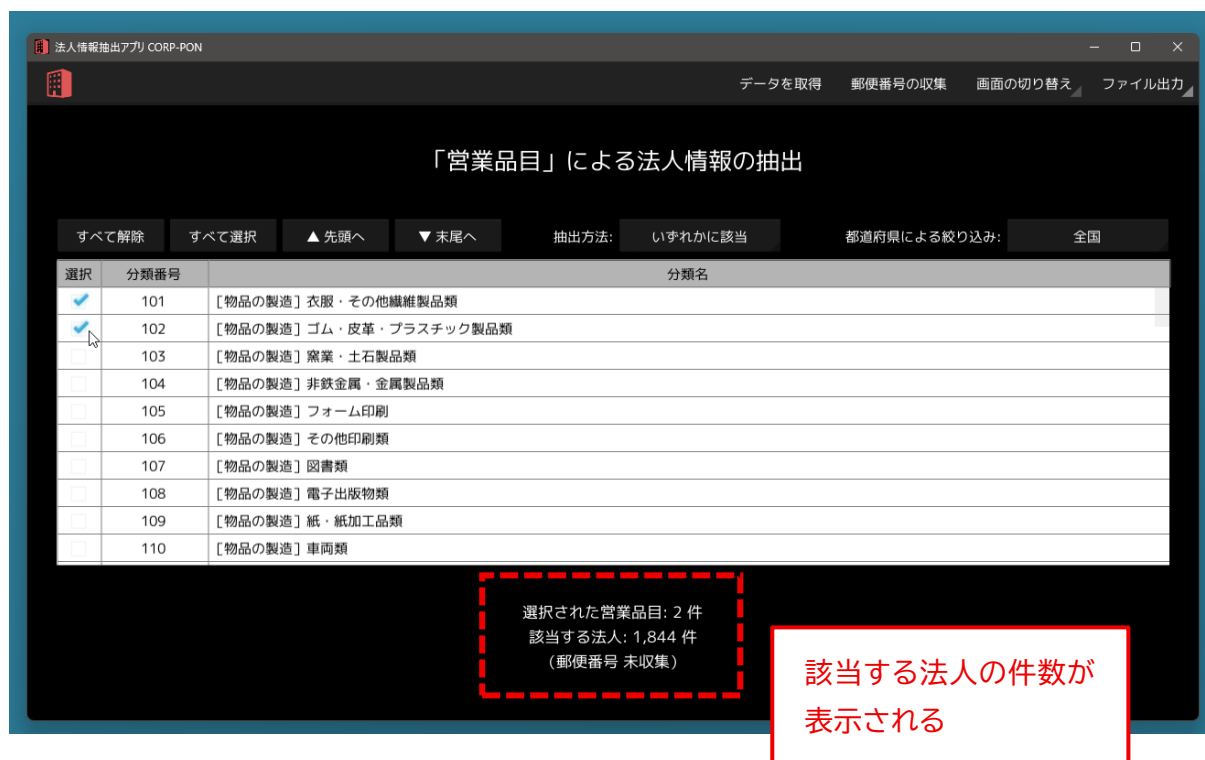 法人情報抽出アプリ CORP-PON
データを取得 郵便番号の収集 画面の切り替え ファイル出力
「営業品目」による法人情報の抽出
すべて解除 すべて選択 ▲ 先頭へ ▼ 末尾へ 抽出方法: いずれかに該当 都道府県による絞り込み: 全国
選択 分類番号 分類名
101 [物品の製造] 衣服・その他繊維製品類
102 [物品の製造] ゴム・皮革・プラスチック製品類
103 [物品の製造] 窯業・土石製品類
104 [物品の製造] 非鉄金属・金属製品類
105 [物品の製造] フォーム印刷
106 [物品の製造] その他印刷類
107 [物品の製造] 図書類
108 [物品の製造] 電子出版物類
109 [物品の製造] 紙・紙加工品類
110 [物品の製造] 車両類
選択された営業品目: 2 件
該当する法人: 1,844 件
(郵便番号 未収集)
該当する法人の件数が
表示される